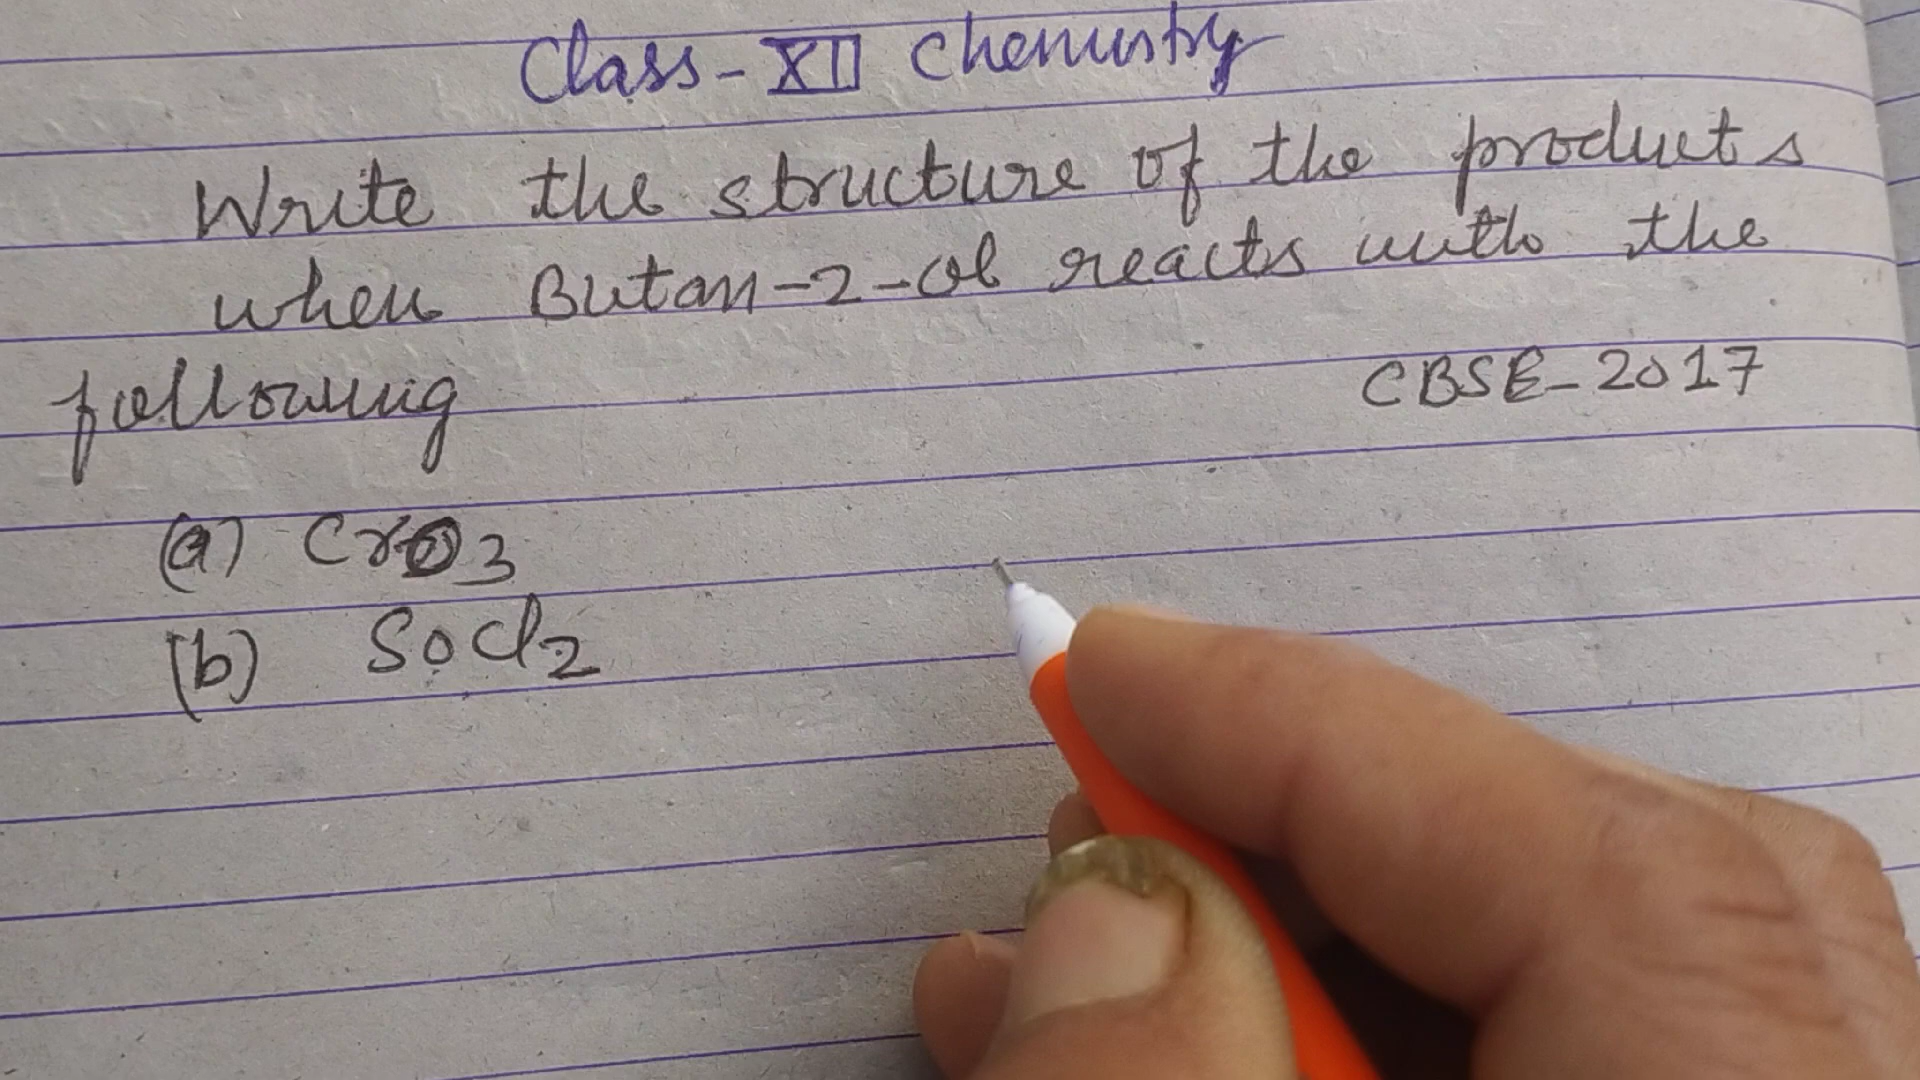 Class-XII Chemistry
Write the structure of the products
when Butan-2-ol reacts with the
following
CBSE-2017
(a) CrO3
(b) SOCl2